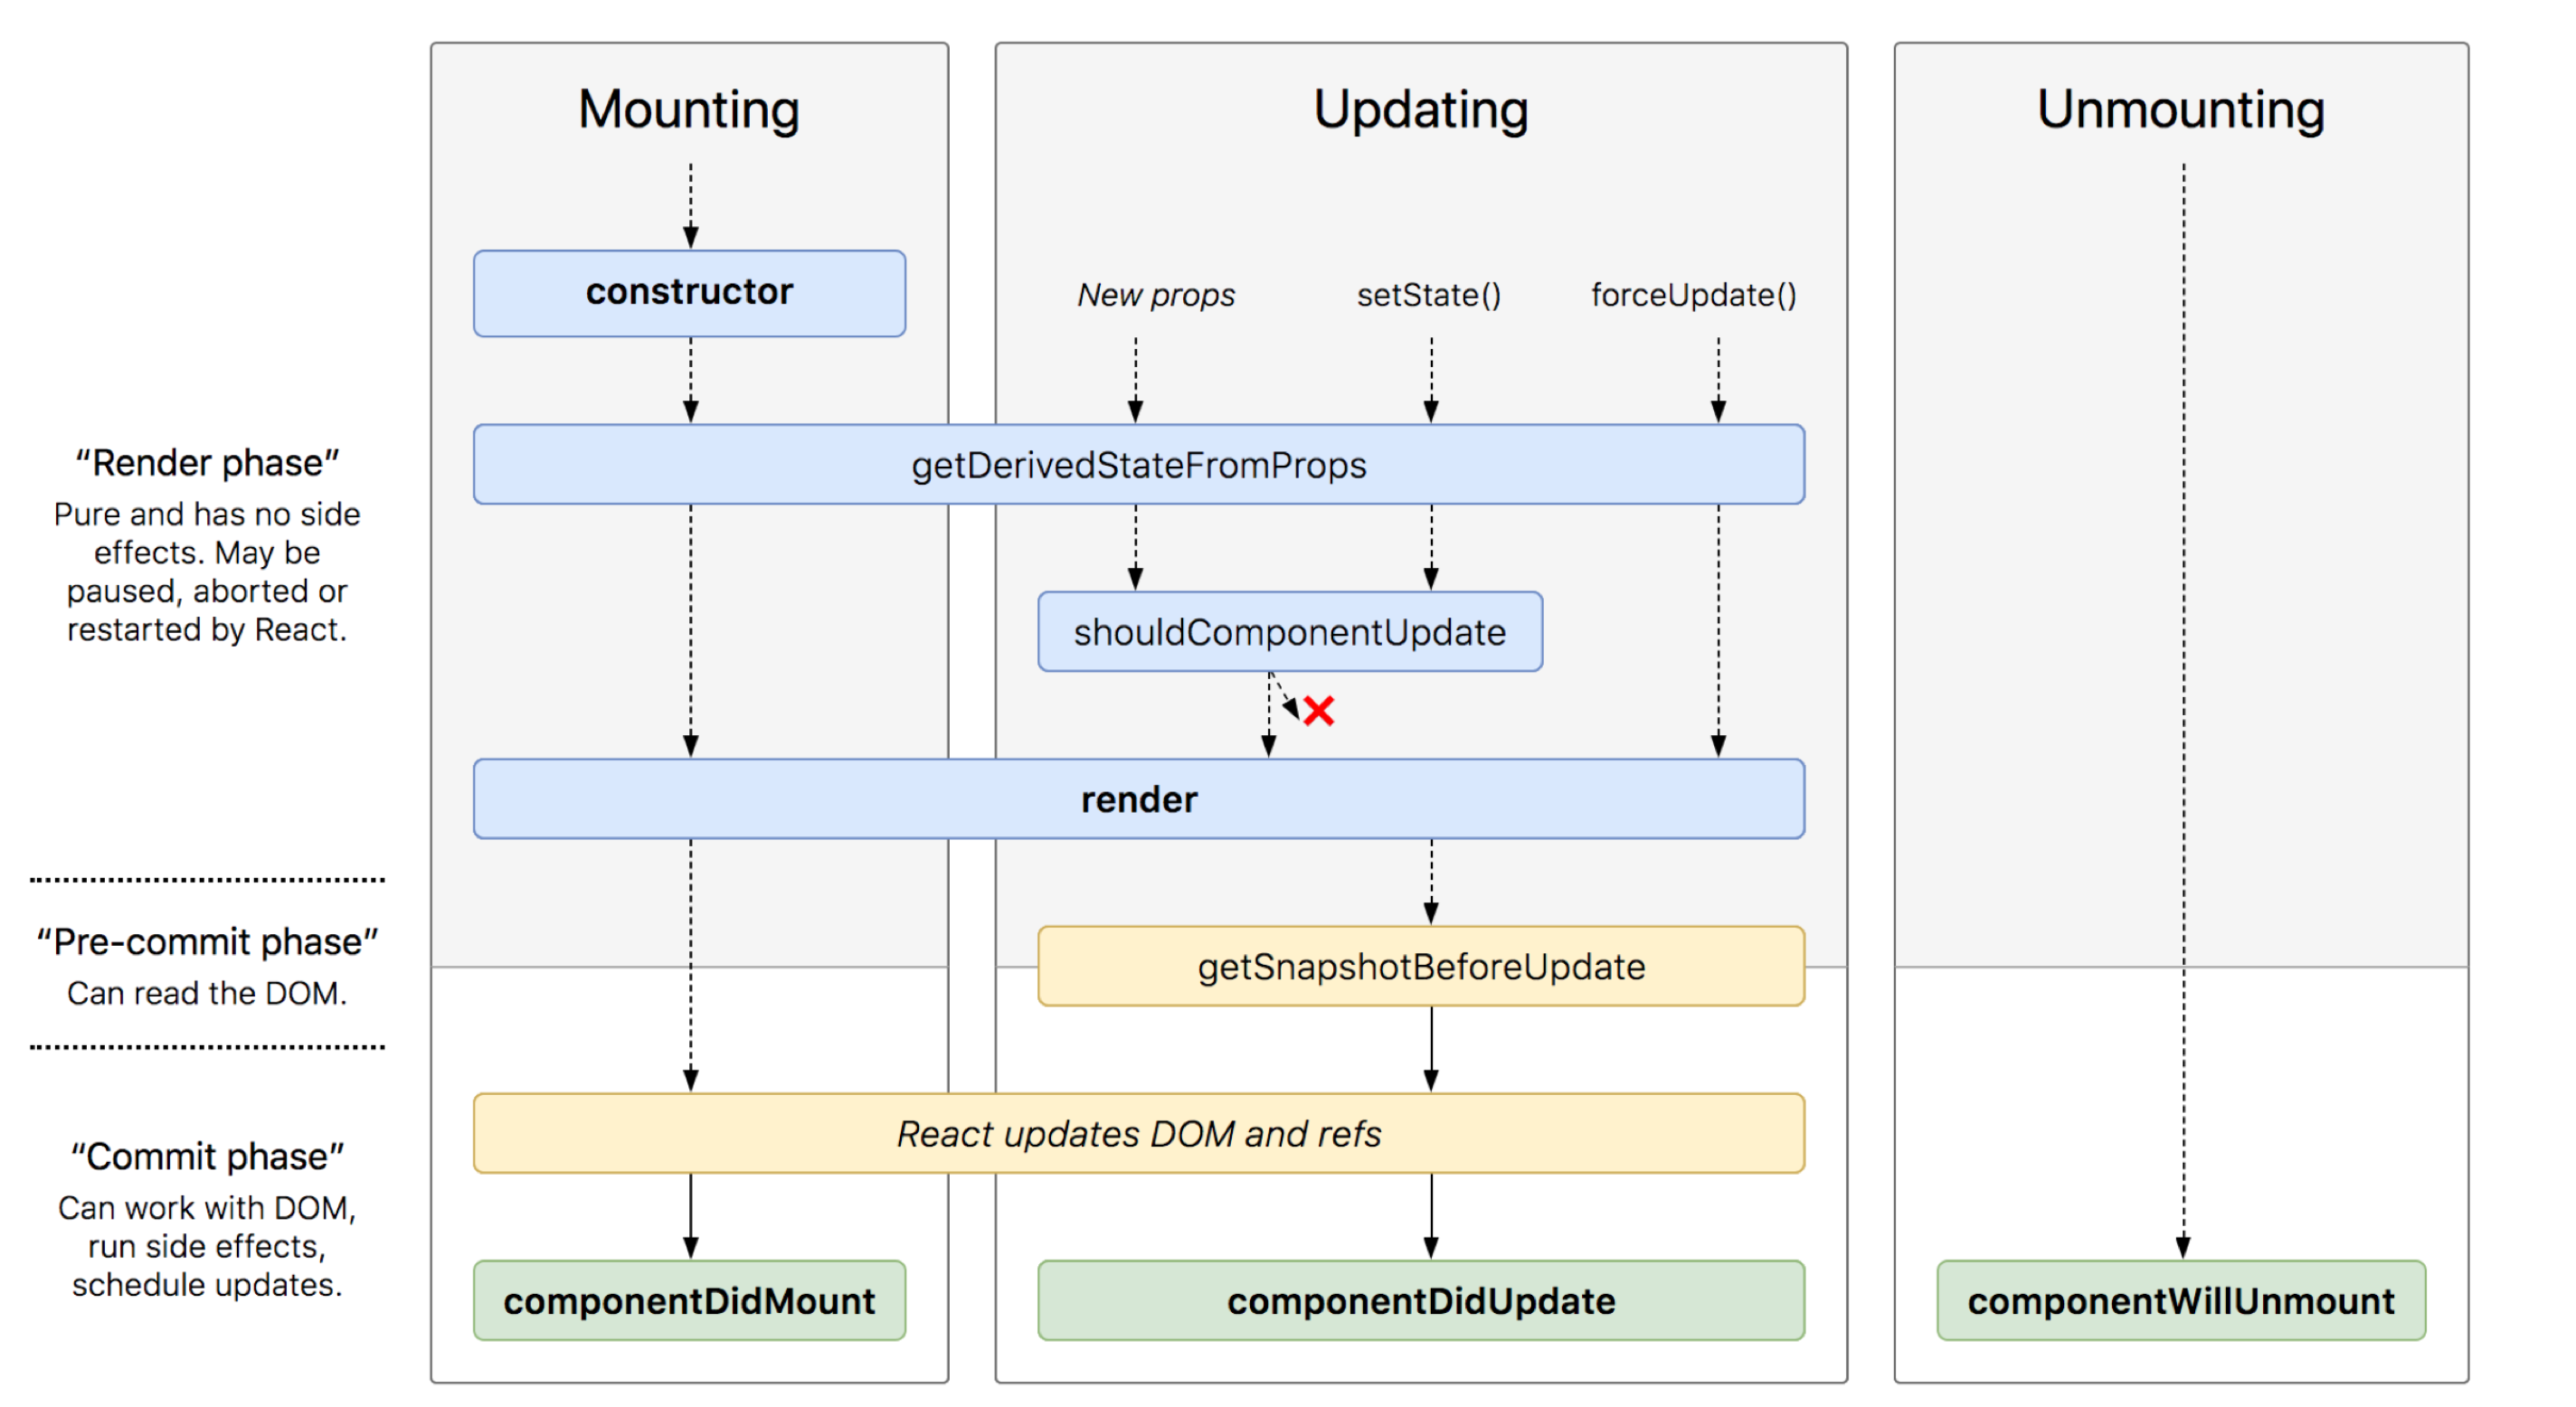 Mounting
Updating
Unmounting
constructor
New props
setState()
forceUpdate()
“Render phase”
Pure and has no side
effects. May be
paused, aborted or
restarted by React.
getDerivedStateFromProps
shouldComponentUpdate
render
“Pre-commit phase”
Can read the DOM.
getSnapshotBeforeUpdate
“Commit phase”
Can work with DOM,
run side effects,
schedule updates.
React updates DOM and refs
componentDidMount
componentDidUpdate
componentWillUnmount